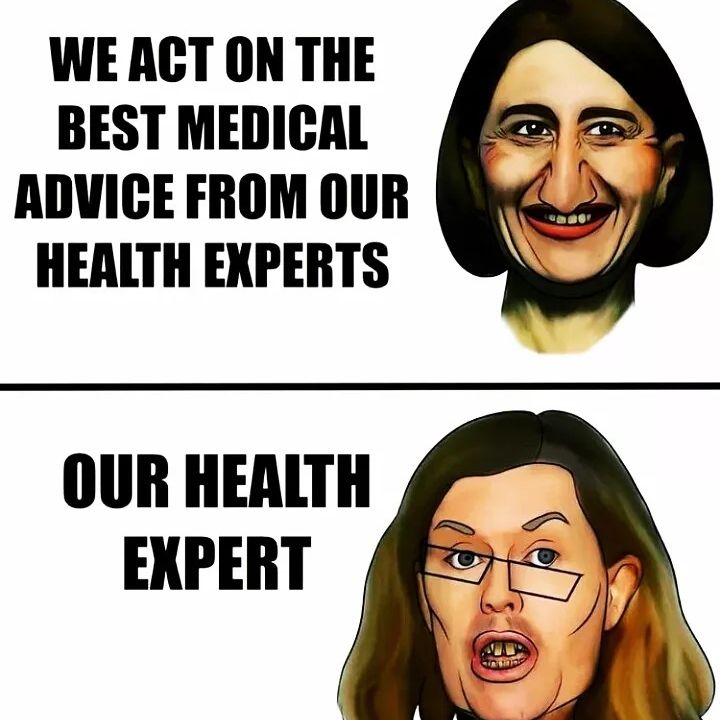 WE ACT ON THE
BEST MEDICAL
ADVICE FROM OUR
HEALTH EXPERTS
OUR HEALTH
EXPERT